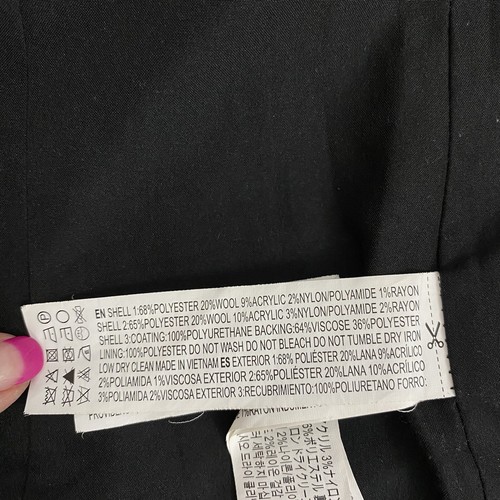 EN SHELL 1:68%POLYESTER 20%WOOL 9%ACRYLIC 2%NYLON/POLYAMIDE 1%RAYON
SHELL 2:65%POLYESTER 20%WOOL 10%ACRYLIC 3%NYLON/POLYAMIDE 2%RAYON
SHELL 3:COATING:100%POLYURETHANE BACKING:64%VISCOSE 36%POLYESTER
LINING:100%POLYESTER DO NOT WASH DO NOT BLEACH DO NOT TUMBLE DRY IRON
LOW DRY CLEAN MADE IN VIETNAM ES EXTERIOR 1:68% POLIÉSTER 20%LANA 9%ACRÍLICO
2%POLIAMIDA 1%VISCOSA EXTERIOR 2:65%POLIÉSTER 20%LANA 10%ACRÍLICO
3%POLIAMIDA 2%VISCOSA EXTERIOR 3:RECUBRIMIENTO:100%POLIURETANO FORRO: